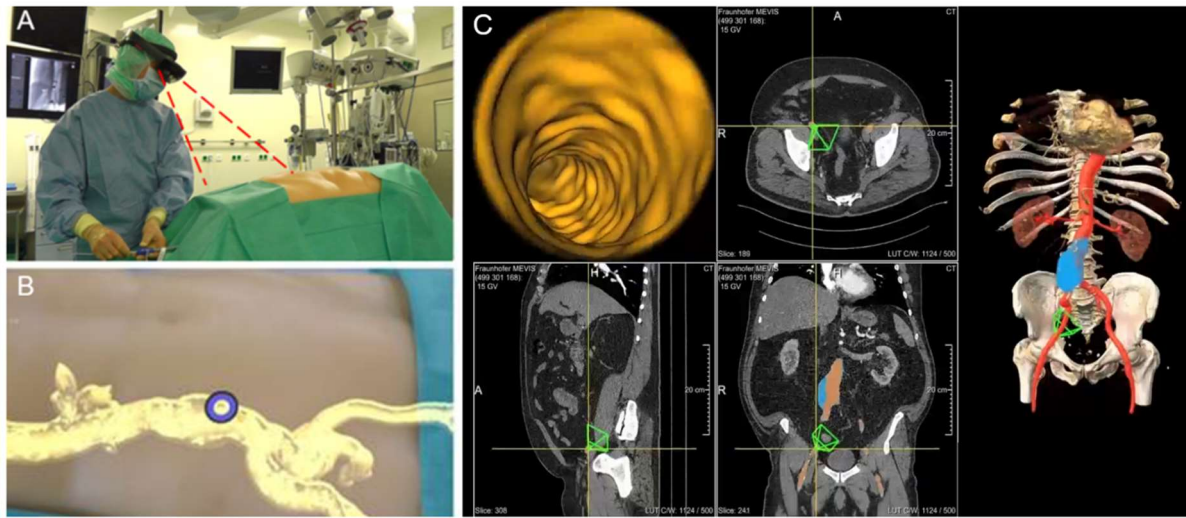 A
B
C
Fraunhofer MEVIS
(499 301 168):
15 GV
A
CT
R
20 cm
Slice: 189
LUT C/W: 1124 / 500
Fraunhofer MEVIS
(499 301 168):
15 GV
H
CT
A
20 cm
Slice: 308
LUT C/W: 1124 / 500
Fraunhofer MEVIS
(499 301 168):
15 GV
H
CT
R
20 cm
Slice: 241
LUT C/W: 1124 / 500